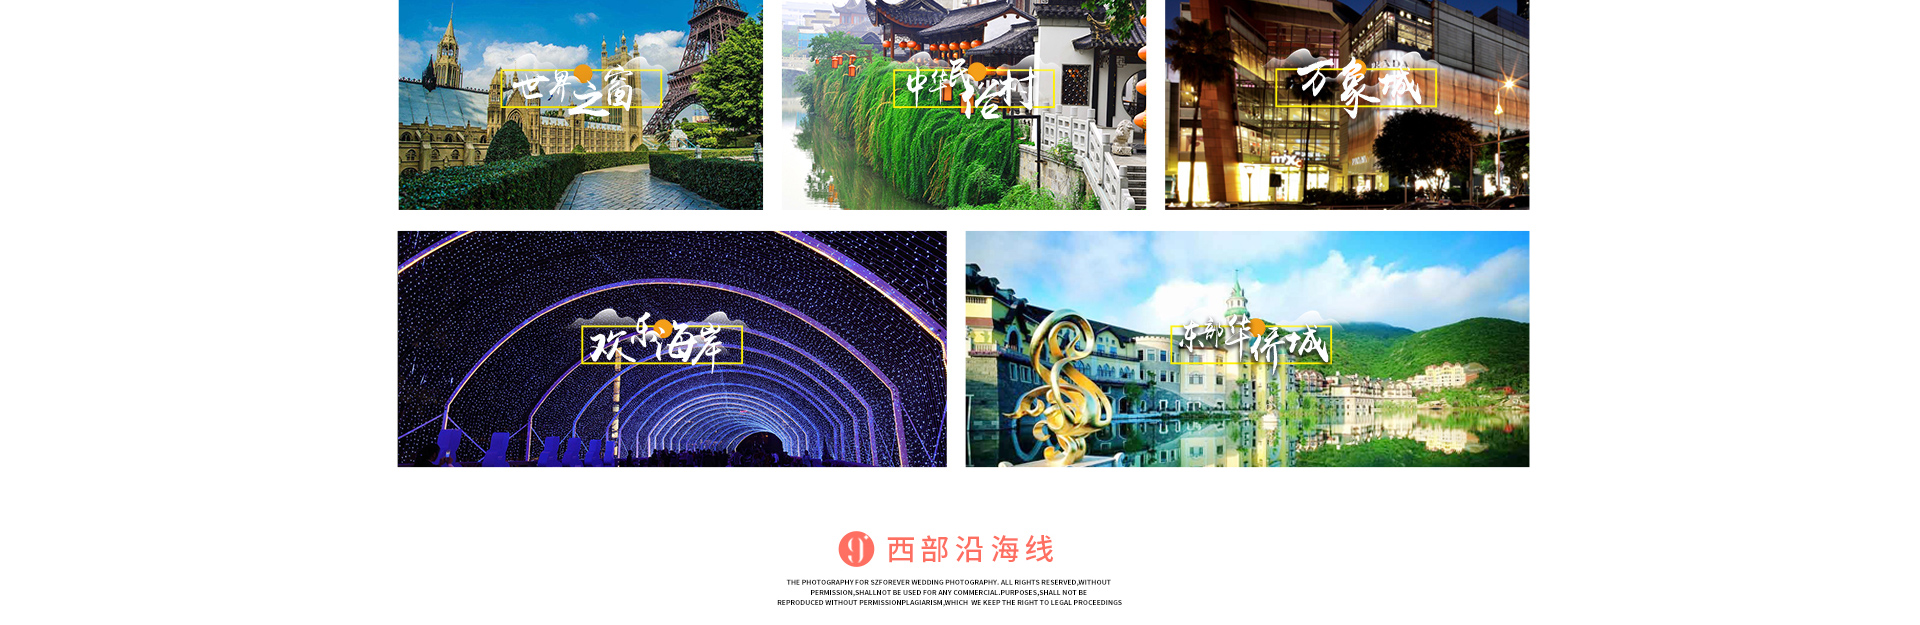 世界之窗
中华民俗村
万象城
mixc
欢乐海岸
东部华侨城
9 西部沿海线
THE PHOTOGRAPHY FOR SZFOREVER WEDDING PHOTOGRAPHY. ALL RIGHTS RESERVED,WITHOUT
PERMISSION,SHALLNOT BE USED FOR ANY COMMERCIAL.PURPOSES,SHALL NOT BE
REPRODUCED WITHOUT PERMISSIONPLAGIARISM,WHICH WE KEEP THE RIGHT TO LEGAL PROCEEDINGS